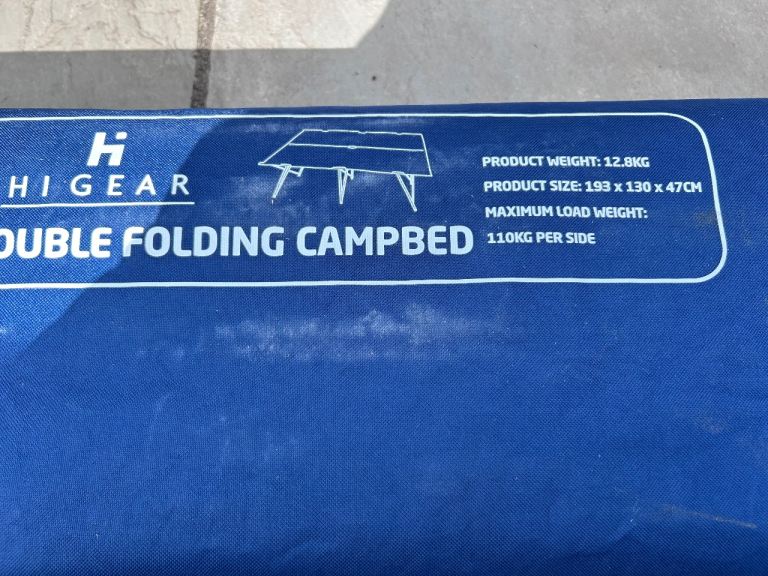 Hi
HI GEAR
OUBLE FOLDING CAMPBED
PRODUCT WEIGHT: 12.8KG
PRODUCT SIZE: 193 x 130 x 47CM
MAXIMUM LOAD WEIGHT:
110KG PER SIDE